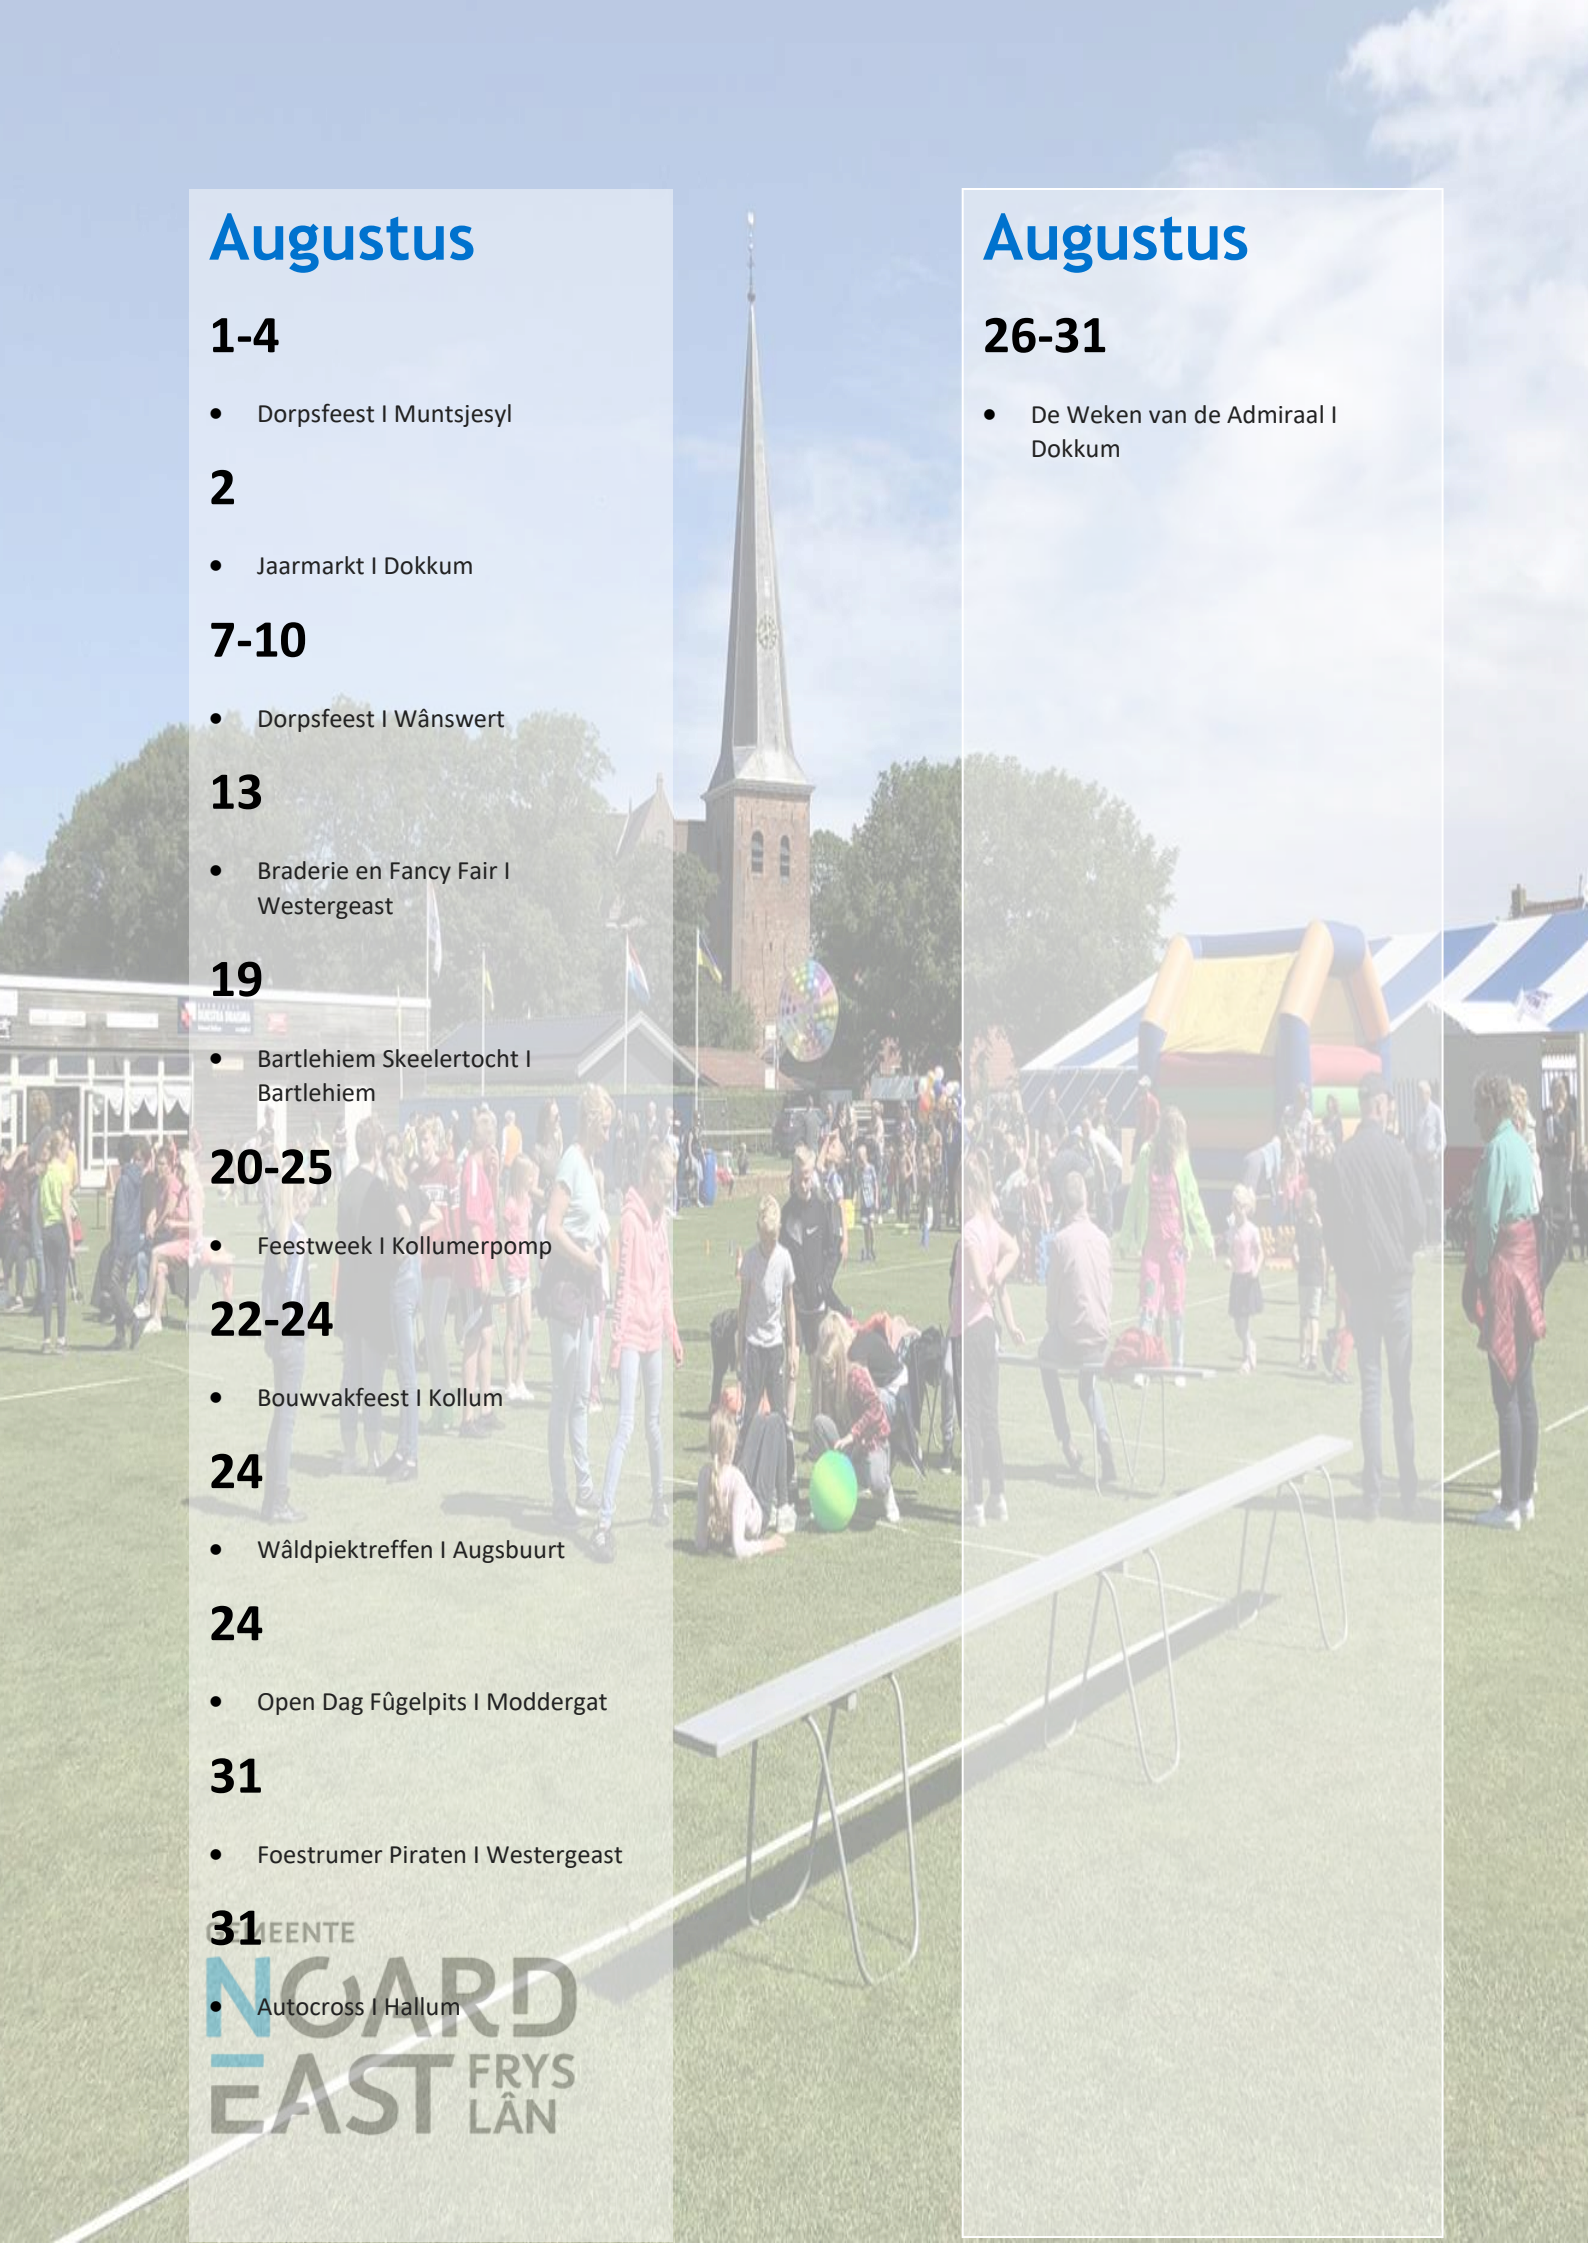 Augustus
1-4
• Dorpsfeest I Muntsjesyl
2
• Jaarmarkt I Dokkum
7-10
• Dorpsfeest I Wânswert
13
• Braderie en Fancy Fair I
Westergeast
19
• Bartlehiem Skeelertocht I
Bartlehiem
20-25
• Feestweek I Kollumerpomp
22-24
• Bouwvakfeest I Kollum
24
• Wâldpiektreffen I Augsbuurt
24
• Open Dag Fûgelpits I Moddergat
31
• Foestrumer Piraten I Westergeast
31
• Autocross I Hallum
GEMEENTE
NOARD
EAST FRYS
LÂN
Augustus
26-31
• De Weken van de Admiraal I
Dokkum